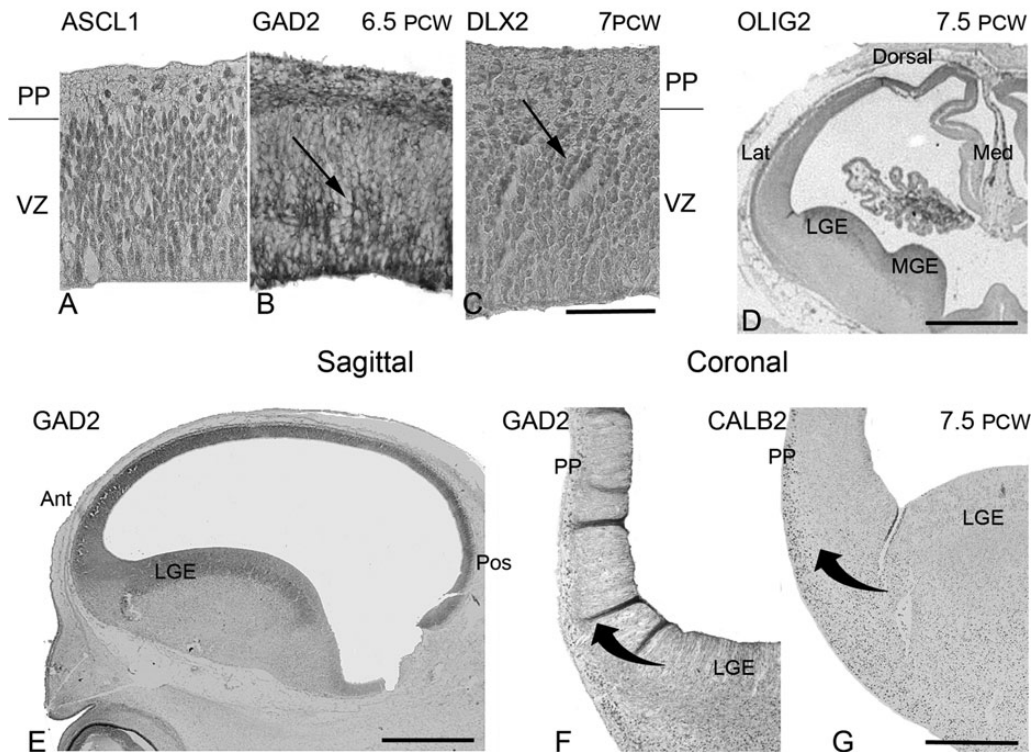 ASCL1 GAD2 6.5 PCW DLX2 7PCW OLIG2 7.5 PCW
PP PP Dorsal
Lat Med
VZ VZ
LGE
MGE
A B C D
Sagittal Coronal
GAD2 GAD2 CALB2 7.5 PCW
PP PP
Ant LGE
LGE Pos
LGE
E F G